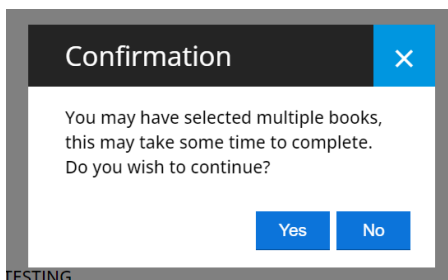 Confirmation
You may have selected multiple books,
this may take some time to complete.
Do you wish to continue?
Yes No
TESTING